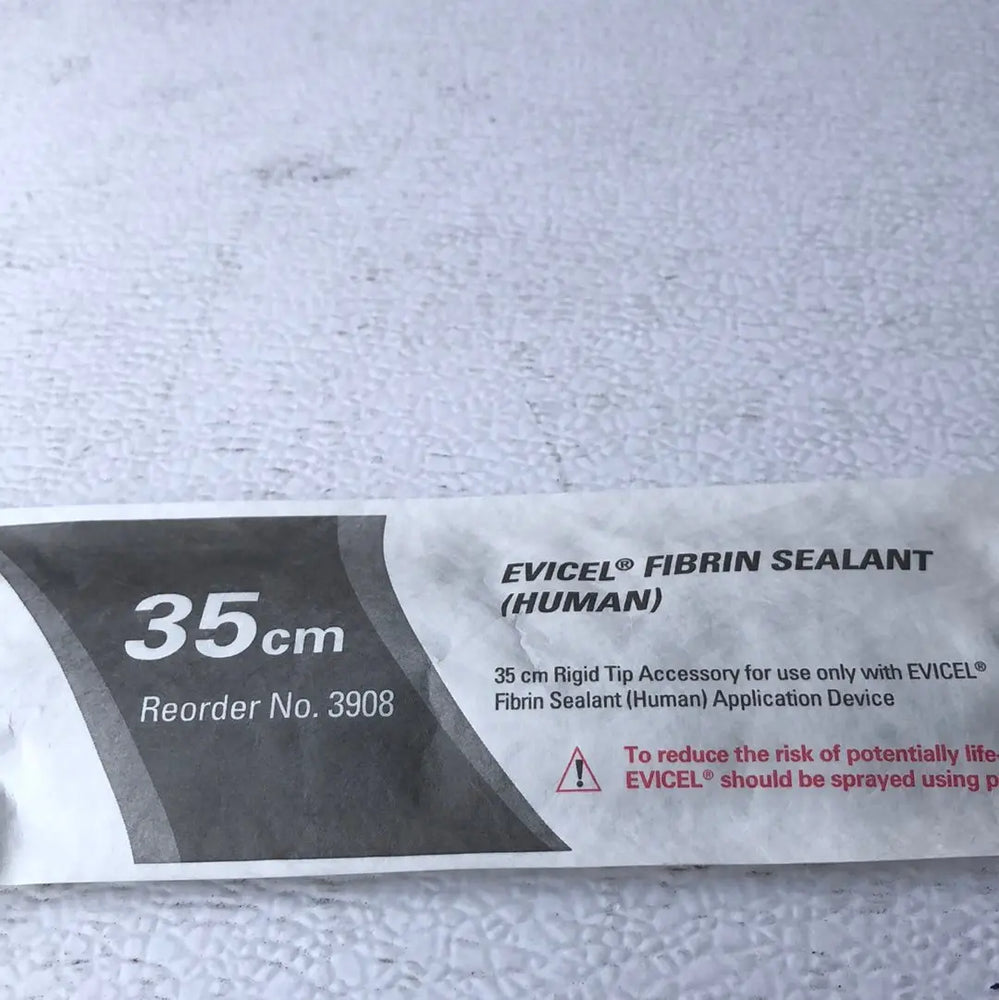 35cm
Reorder No. 3908
EVICEL® FIBRIN SEALANT
(HUMAN)
35 cm Rigid Tip Accessory for use only with EVICEL®
Fibrin Sealant (Human) Application Device
To reduce the risk of potentially life-
EVICEL® should be sprayed using p